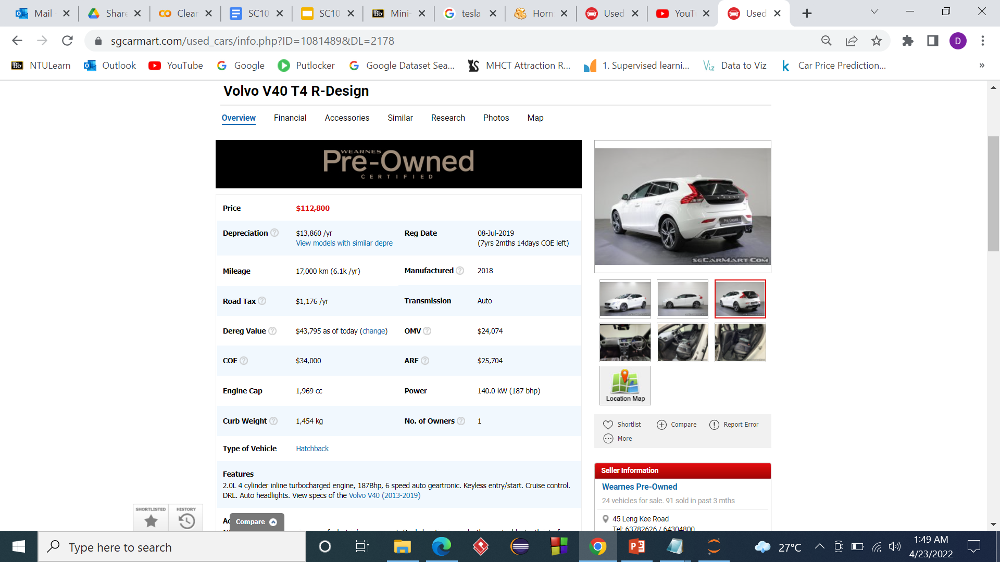 Mail
Share
Clear
SC10
SC10
Mini-
tesla
Horn
Used
YouT
Used
sgcarmart.com/used_cars/info.php?ID=1081489&DL=2178
D
Bb NTULearn
Outlook
YouTube
Google
Putlocker
Google Dataset Sea...
MHCT Attraction R...
1. Supervised learni...
Viz Data to Viz
k Car Price Prediction...
»
Volvo V40 T4 R-Design
Overview Financial Accessories Similar Research Photos Map
WEARNES
Pre-Owned
CERTIFIED
Price $112,800
Depreciation $13,860 /yr Reg Date 08-Jul-2019
View models with similar depre (7yrs 2mths 14days COE left)
Mileage 17,000 km (6.1k /yr) Manufactured 2018
Road Tax $1,176 /yr Transmission Auto
Dereg Value $43,795 as of today (change) OMV $24,074
COE $34,000 ARF $25,704
Engine Cap 1,969 cc Power 140.0 kW (187 bhp)
Curb Weight 1,454 kg No. of Owners 1
Type of Vehicle Hatchback
Features
2.0L 4 cylinder inline turbocharged engine, 187Bhp, 6 speed auto geartronic. Keyless entry/start. Cruise control.
DRL. Auto headlights. View specs of the Volvo V40 (2013-2019)
VOLVO
Pre-Owned
sgCarMart.Com
Location Map
Shortlist Compare Report Error
More
Seller Information
Wearnes Pre-Owned
24 vehicles for sale. 91 sold in past 3 mths
45 Leng Kee Road
Tel: 63782626 / 64304800
SHORTLISTED HISTORY
Compare
Type here to search
27°C
1:49 AM
4/23/2022